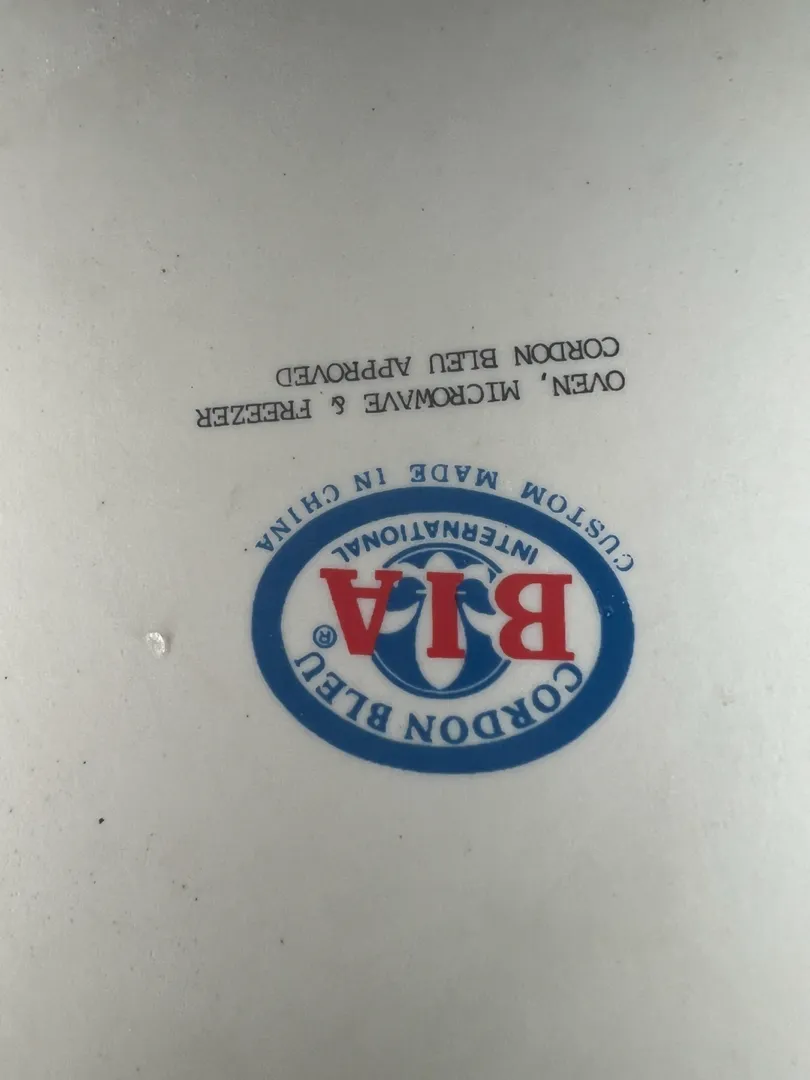 CORDON BLEU ®
BIA
INTERNATIONAL
CUSTOM MADE IN CHINA
OVEN, MICROWAVE & FREEZER
CORDON BLEU APPROVED